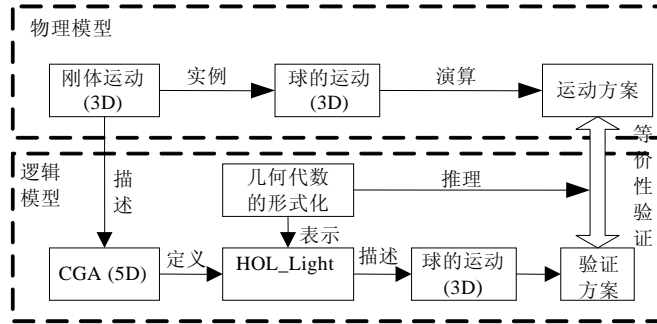 物理模型
刚体运动
(3D)
实例
球的运动
(3D)
演算
运动方案
等价性验证
逻辑
模型
描述
几何代数
的形式化
推理
表示
CGA (5D)
定义
HOL_Light
描述
球的运动
(3D)
验证
方案